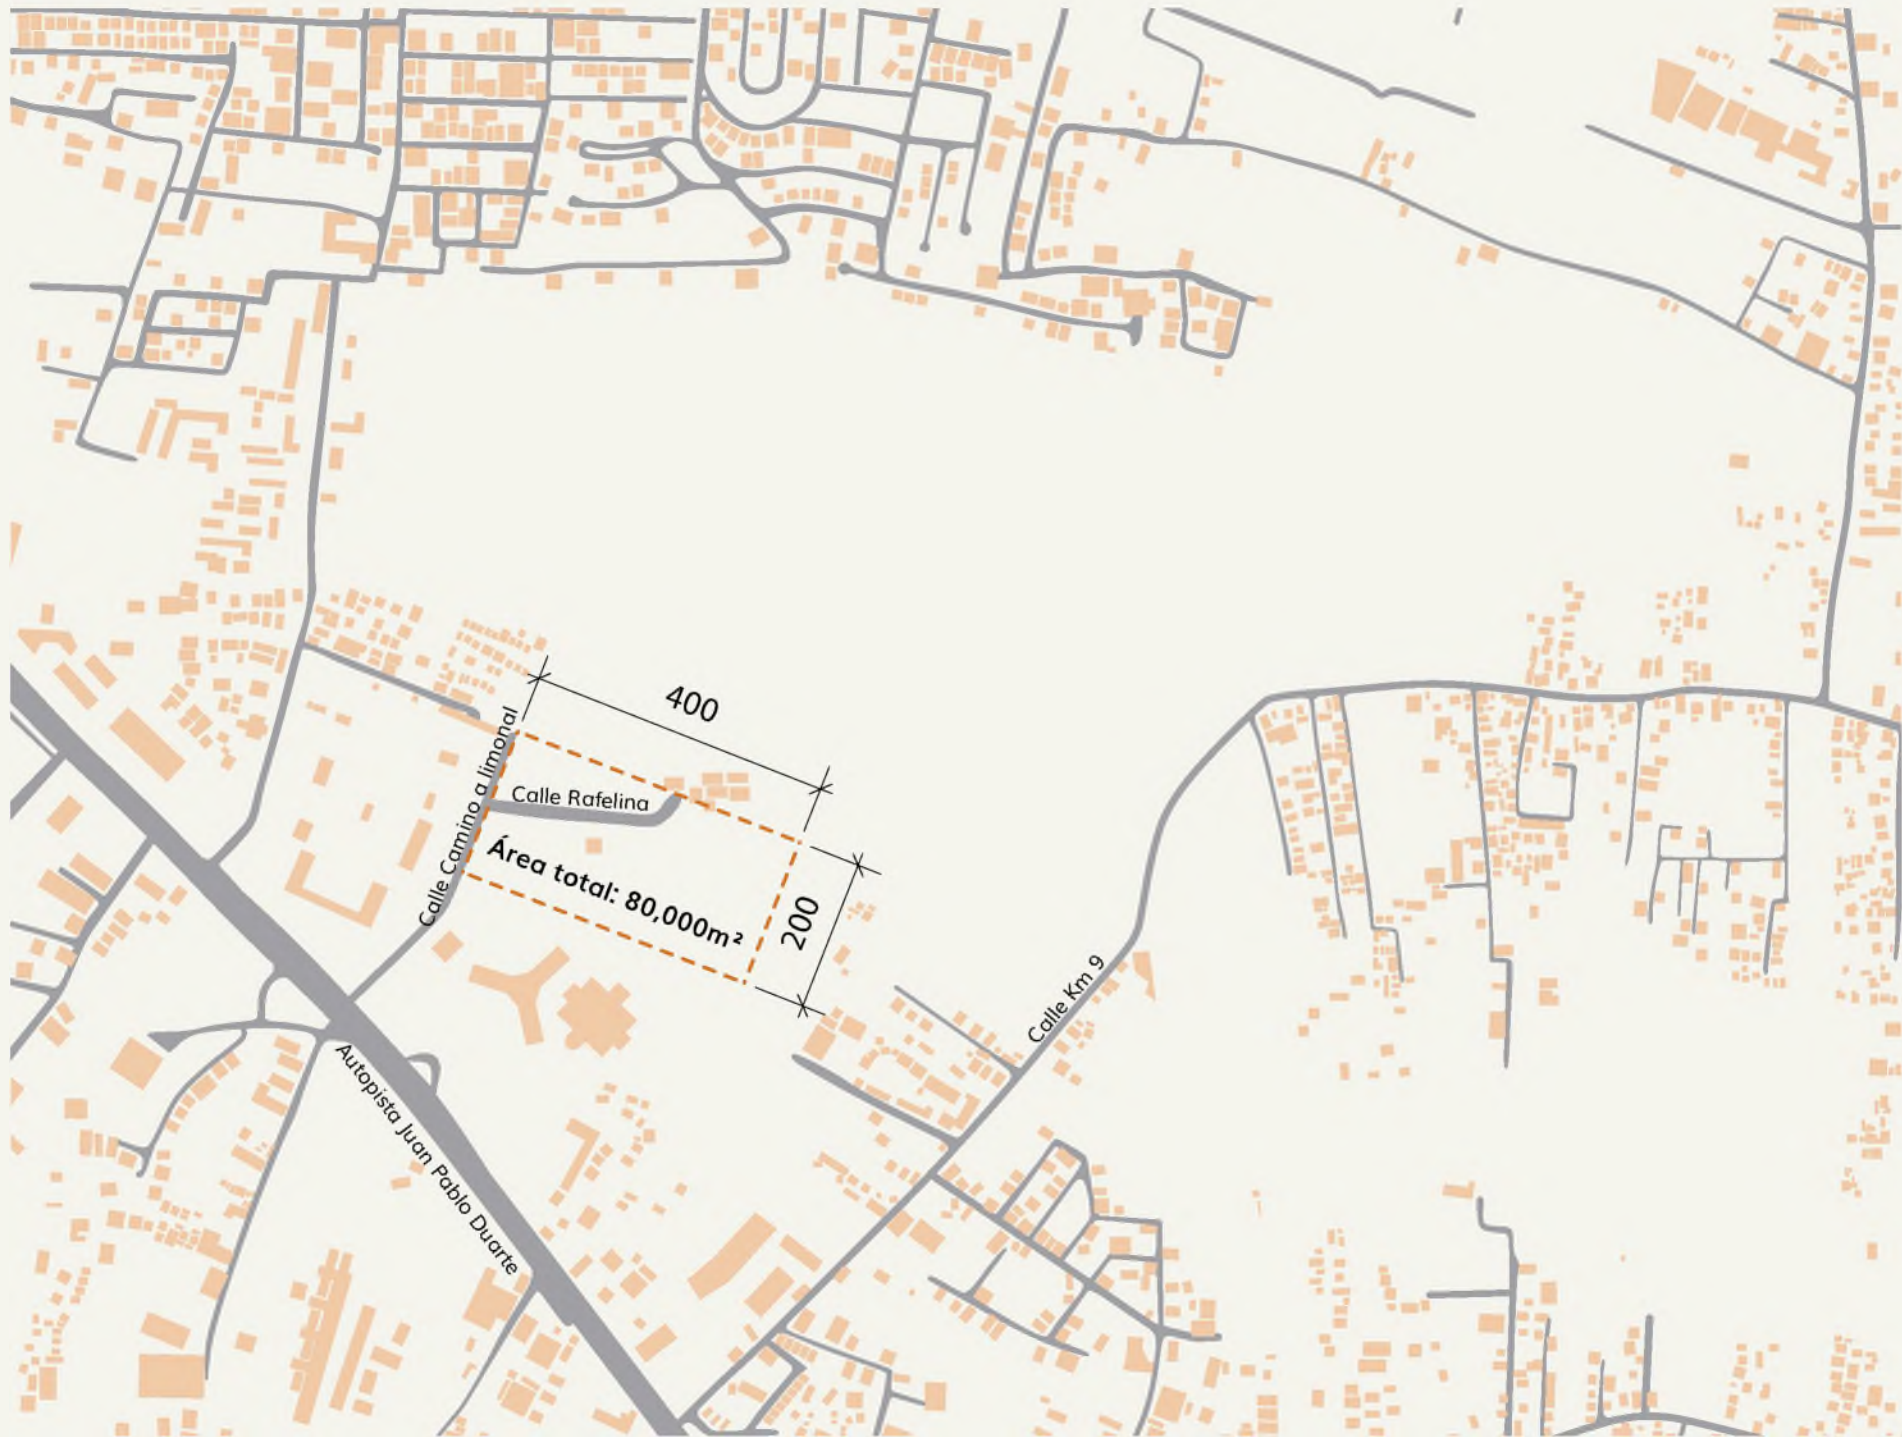 400
Calle Camino a limonal
Calle Rafelina
Área total: 80,000m²
200
Calle Km 9
Autopista Juan Pablo Duarte